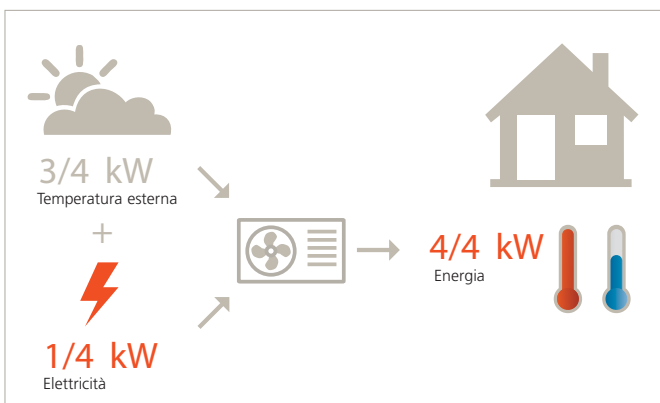 3/4 kW
Temperatura esterna
+
1/4 kW
Elettricità
4/4 kW
Energia